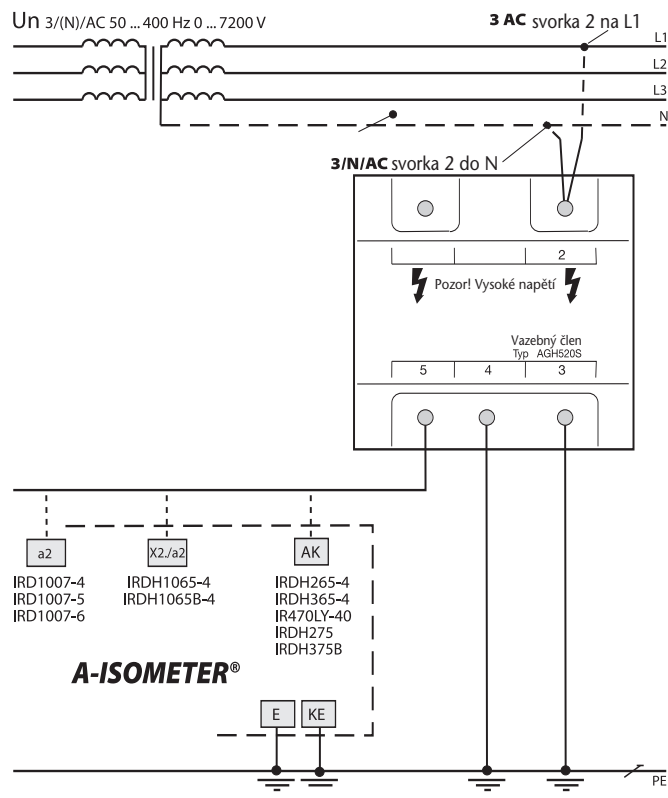 Un 3/(N)/AC 50 ... 400 Hz 0 ... 7200 V
3 AC svorka 2 na L1
L1
L2
L3
N
3/N/AC svorka 2 do N
2
Pozor! Vysoké napětí
Vazebný člen
Typ AGH520S
5 4 3
a2 X2./a2 AK
IRD1007-4 IRDH1065-4 IRDH265-4
IRD1007-5 IRDH1065B-4 IRDH365-4
IRD1007-6 IR470LY-40
IRDH275
IRDH375B
A-ISOMETER®
E KE
PE